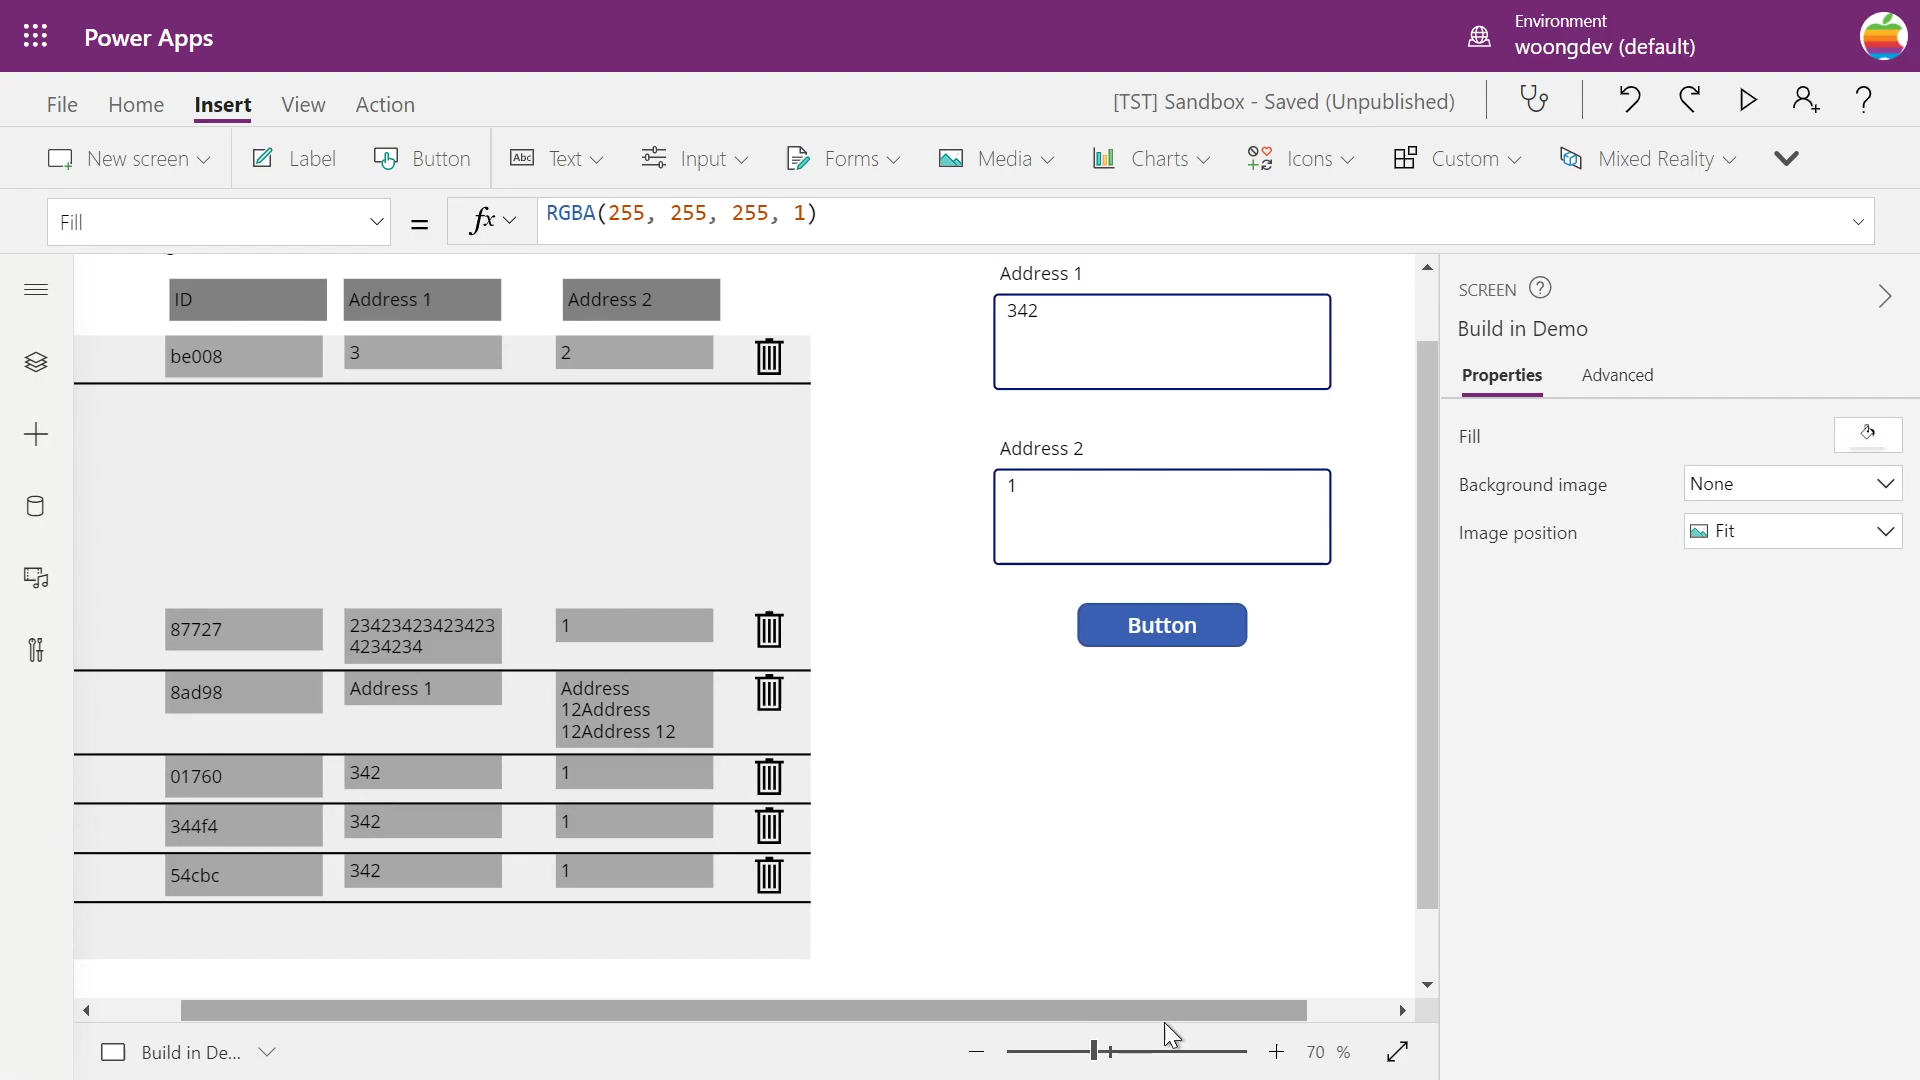 Power Apps
Environment
woongdev (default)
File Home Insert View Action
[TST] Sandbox - Saved (Unpublished)
New screen Label Button Abc Text Input Forms Media Charts Icons Custom Mixed Reality
Fill = fx RGBA(255, 255, 255, 1)
ID Address 1 Address 2
be008 3 2
87727 23423423423423
4234234 1
8ad98 Address 1 Address
12Address
12Address 12
01760 342 1
344f4 342 1
54cbc 342 1
Address 1
342
Address 2
1
Button
SCREEN
Build in Demo
Properties Advanced
Fill
Background image None
Image position Fit
Build in De... 70 %